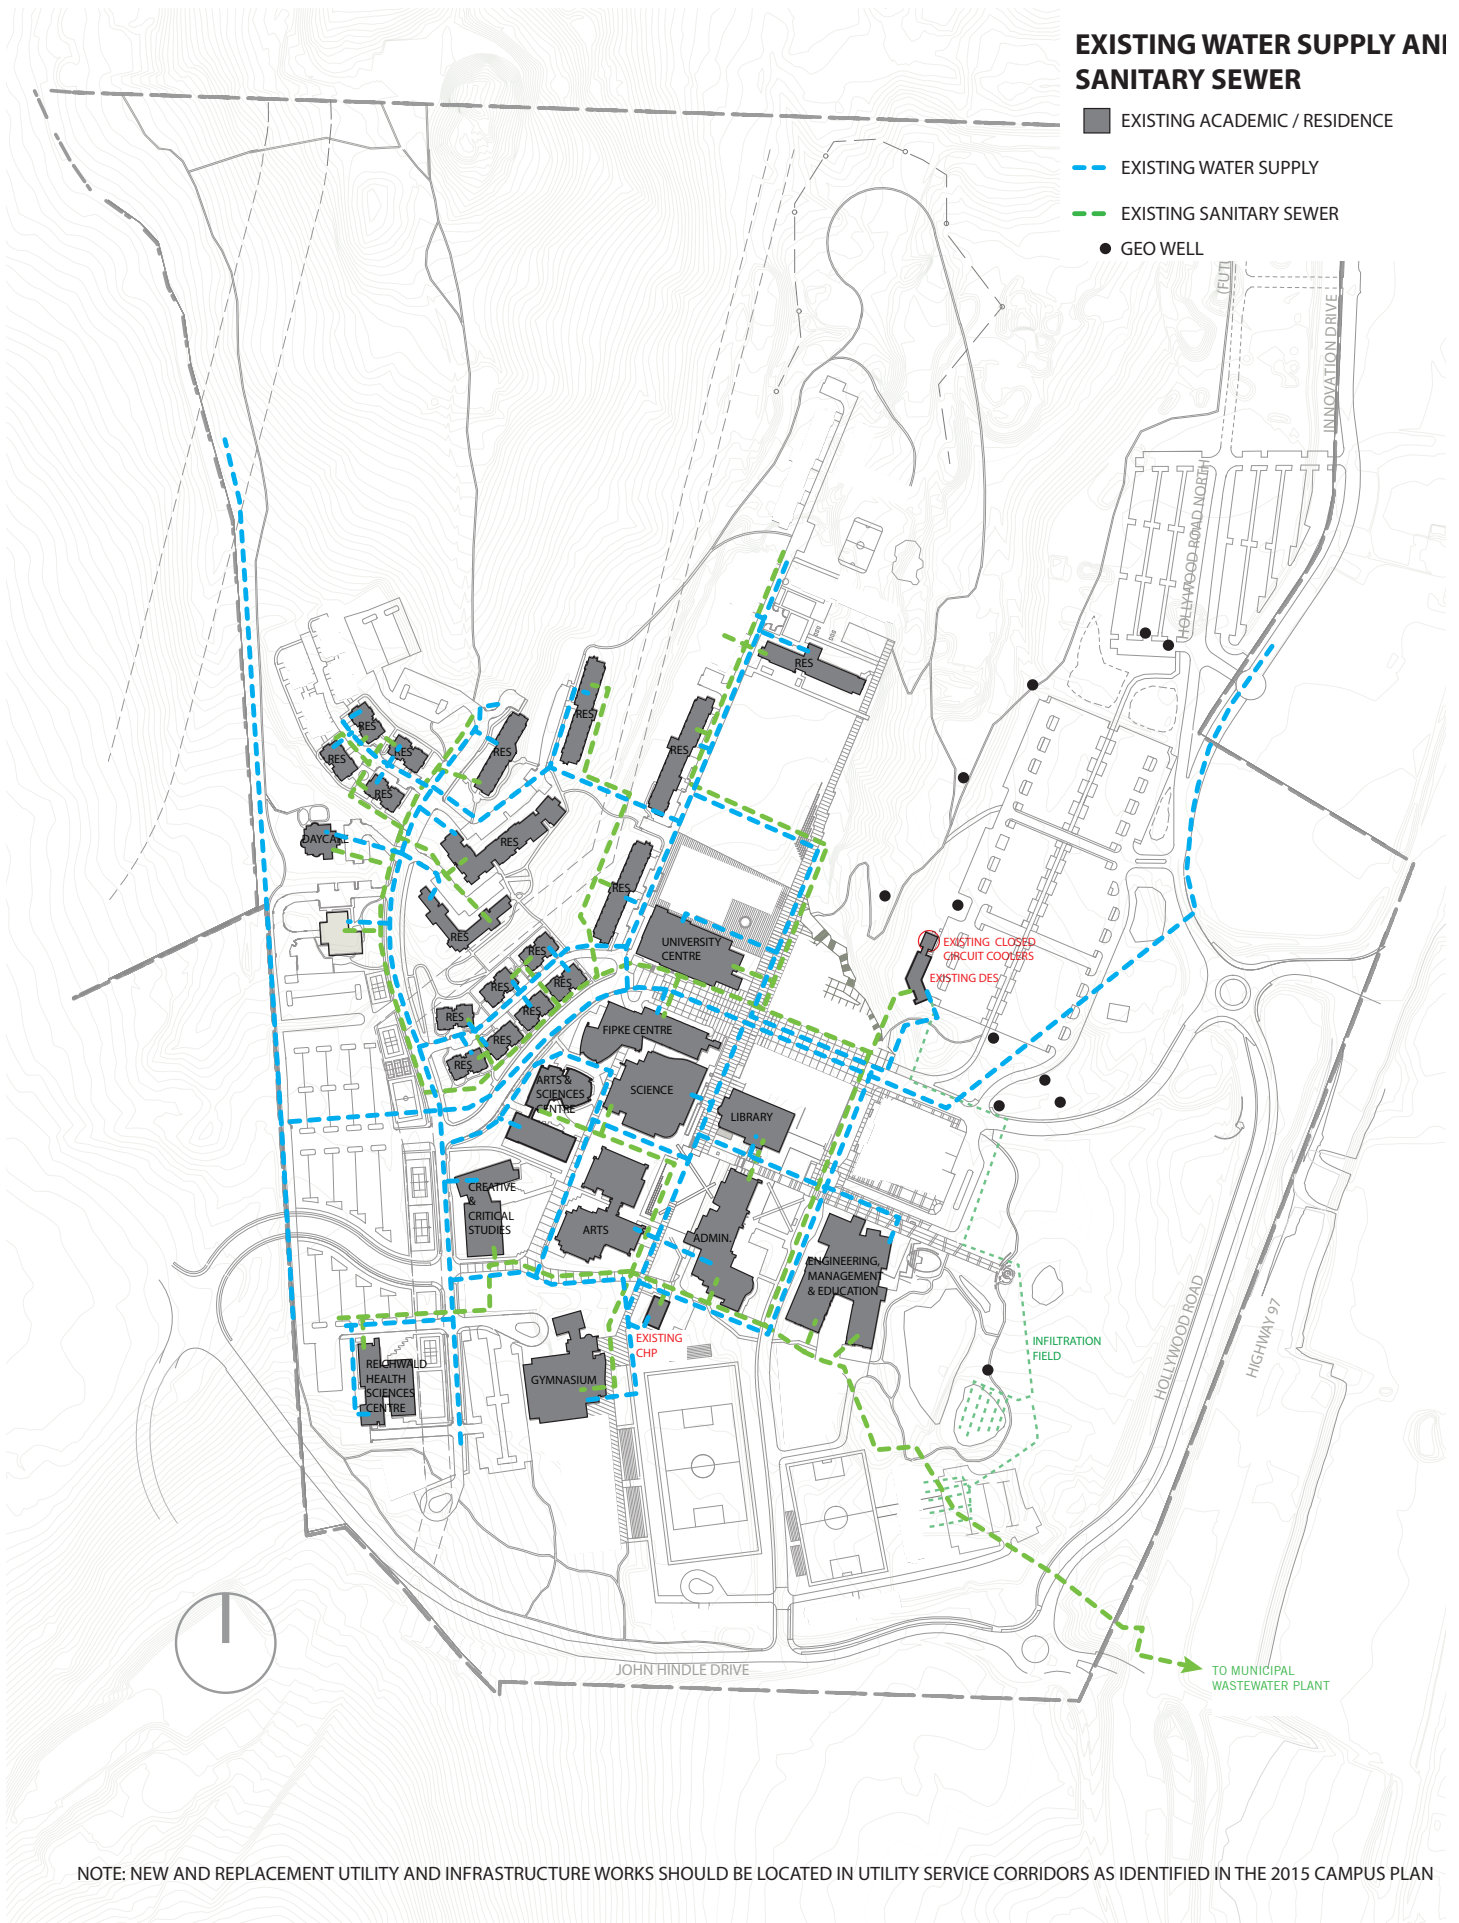 EXISTING WATER SUPPLY AN
SANITARY SEWER
EXISTING ACADEMIC / RESIDENCE
EXISTING WATER SUPPLY
EXISTING SANITARY SEWER
GEO WELL
(FUT
INNOVATION DRIVE
HOLLYWOOD ROAD NORTH
RES
RES
RES
RES
RES
RES
RES
RES
RES
DAYCARE
RES
RES
RES
UNIVERSITY
CENTRE
EXISTING CLOSED
CIRCUIT COOLERS
EXISTING DES
RES
RES
RES
RES
RES
RES
RES
FIPKE CENTRE
ARTS &
SCIENCES
CENTRE
SCIENCE
LIBRARY
CREATIVE
&
CRITICAL
STUDIES
ARTS
ADMIN.
ENGINEERING,
MANAGEMENT
& EDUCATION
EXISTING
CHP
INFILTRATION
FIELD
HOLLYWOOD ROAD
HIGHWAY 97
REICHWALD
HEALTH
SCIENCES
CENTRE
GYMNASIUM
JOHN HINDLE DRIVE
TO MUNICIPAL
WASTEWATER PLANT
NOTE: NEW AND REPLACEMENT UTILITY AND INFRASTRUCTURE WORKS SHOULD BE LOCATED IN UTILITY SERVICE CORRIDORS AS IDENTIFIED IN THE 2015 CAMPUS PLAN